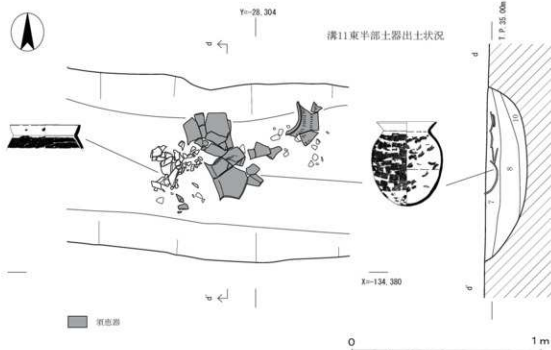 Y=-28.304
溝11東半部土器出土状況
T.P.35.00m
d
d
10
8
7
X=-134.380
d'
d'
須恵器
0 1m